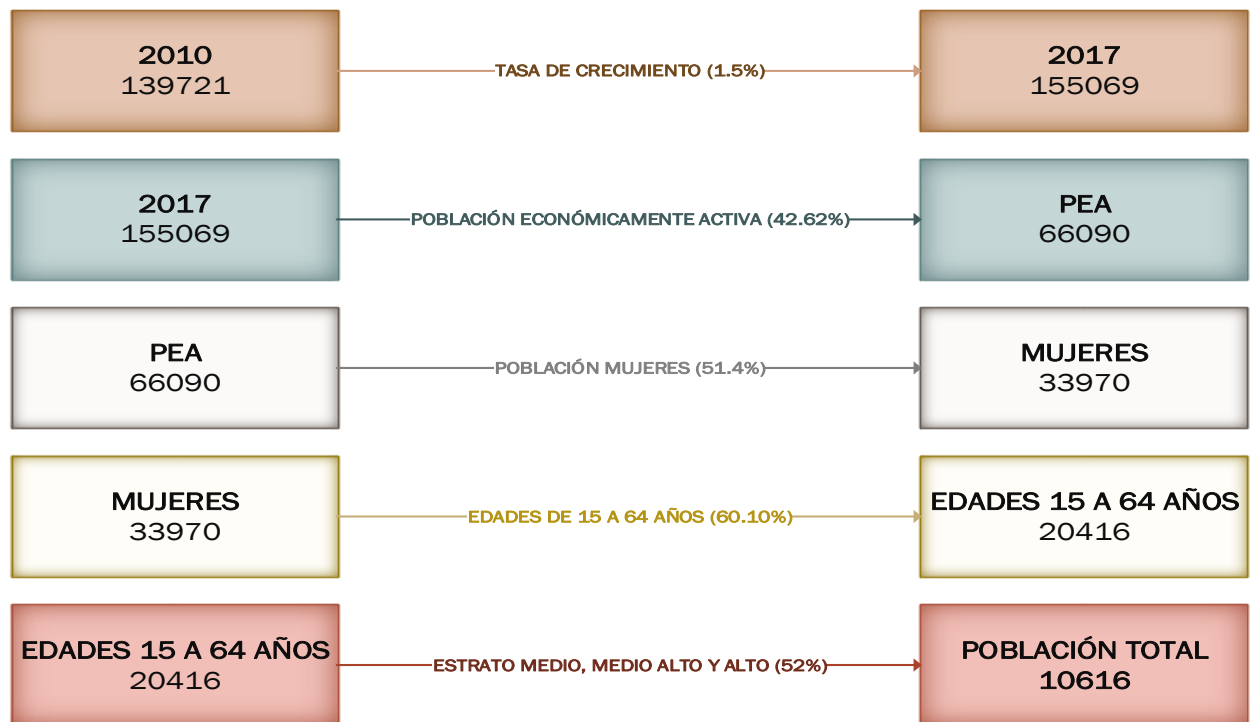 2010
139721
TASA DE CRECIMIENTO (1.5%)
2017
155069
2017
155069
POBLACIÓN ECONÓMICAMENTE ACTIVA (42.62%)
PEA
66090
PEA
66090
POBLACIÓN MUJERES (51.4%)
MUJERES
33970
MUJERES
33970
EDADES DE 15 A 64 AÑOS (60.10%)
EDADES 15 A 64 AÑOS
20416
EDADES 15 A 64 AÑOS
20416
ESTRATO MEDIO, MEDIO ALTO Y ALTO (52%)
POBLACIÓN TOTAL
10616